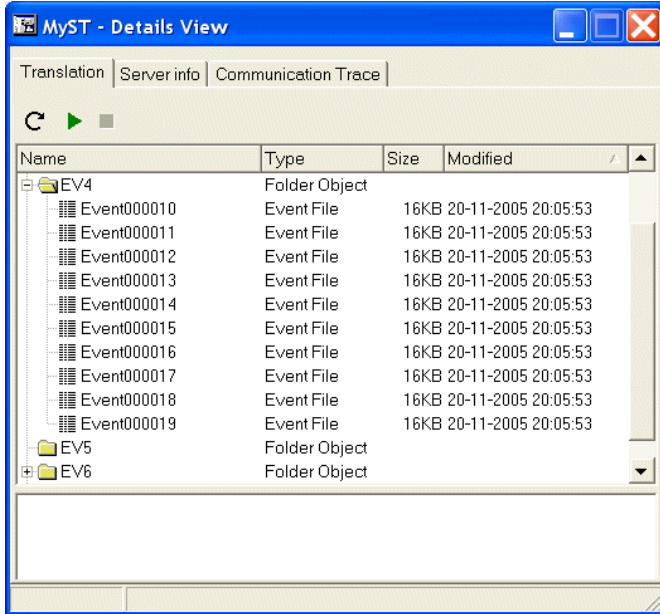 MyST - Details View
Translation Server info Communication Trace
Name Type Size Modified
EV4 Folder Object
Event000010 Event File 16KB 20-11-2005 20:05:53
Event000011 Event File 16KB 20-11-2005 20:05:53
Event000012 Event File 16KB 20-11-2005 20:05:53
Event000013 Event File 16KB 20-11-2005 20:05:53
Event000014 Event File 16KB 20-11-2005 20:05:53
Event000015 Event File 16KB 20-11-2005 20:05:53
Event000016 Event File 16KB 20-11-2005 20:05:53
Event000017 Event File 16KB 20-11-2005 20:05:53
Event000018 Event File 16KB 20-11-2005 20:05:53
Event000019 Event File 16KB 20-11-2005 20:05:53
EV5 Folder Object
EV6 Folder Object